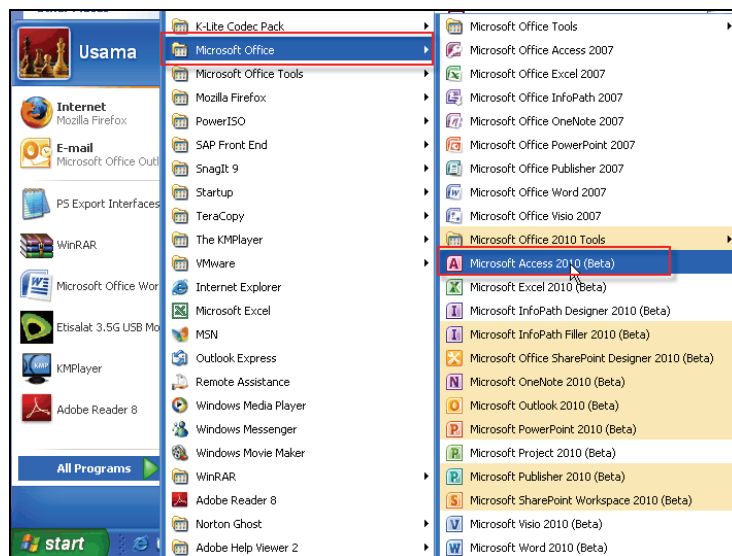 Usama
Internet
Mozilla Firefox
E-mail
Microsoft Office Outl
PS Export Interfaces
WinRAR
Microsoft Office Wor
Etisalat 3.5G USB Mo
KMPlayer
Adobe Reader 8
All Programs
start
K-Lite Codec Pack
Microsoft Office
Microsoft Office Tools
Mozilla Firefox
PowerISO
SAP Front End
SnagIt 9
Startup
TeraCopy
The KMPlayer
VMware
Internet Explorer
Microsoft Excel
MSN
Outlook Express
Remote Assistance
Windows Media Player
Windows Messenger
Windows Movie Maker
WinRAR
Adobe Reader 8
Norton Ghost
Adobe Help Viewer 2
Microsoft Office Tools
Microsoft Office Access 2007
Microsoft Office Excel 2007
Microsoft Office InfoPath 2007
Microsoft Office OneNote 2007
Microsoft Office PowerPoint 2007
Microsoft Office Publisher 2007
Microsoft Office Word 2007
Microsoft Office Visio 2007
Microsoft Office 2010 Tools
Microsoft Access 2010 (Beta)
Microsoft Excel 2010 (Beta)
Microsoft InfoPath Designer 2010 (Beta)
Microsoft InfoPath Filler 2010 (Beta)
Microsoft Office SharePoint Designer 2010 (Beta)
Microsoft OneNote 2010 (Beta)
Microsoft Outlook 2010 (Beta)
Microsoft PowerPoint 2010 (Beta)
Microsoft Project 2010 (Beta)
Microsoft Publisher 2010 (Beta)
Microsoft SharePoint Workspace 2010 (Beta)
Microsoft Visio 2010 (Beta)
Microsoft Word 2010 (Beta)